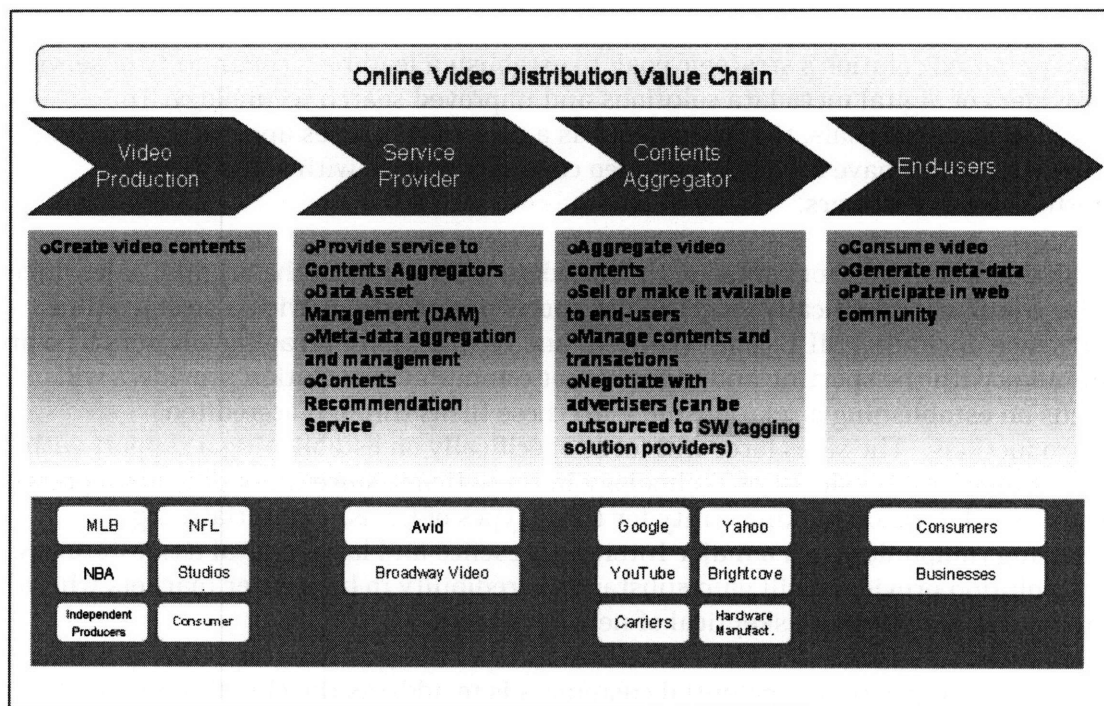 Online Video Distribution Value Chain
Video
Production
Service
Provider
Contents
Aggregator
End-users
oCreate video contents
oProvide service to
Contents Aggregators
oData Asset
Management (DAM)
oMeta-data aggregation
and management
oContents
Recommendation
Service
oAggregate video
contents
oSell or make it available
to end-users
oManage contents and
transactions
oNegotiate with
advertisers (can be
outsourced to SW tagging
solution providers)
oConsume video
oGenerate meta-data
oParticipate in web
community
MLB
NFL
NBA
Studios
Independent
Producers
Consumer
Avid
Broadway Video
Google
Yahoo
YouTube
Brightcove
Carriers
Hardware
Manufact.
Consumers
Businesses